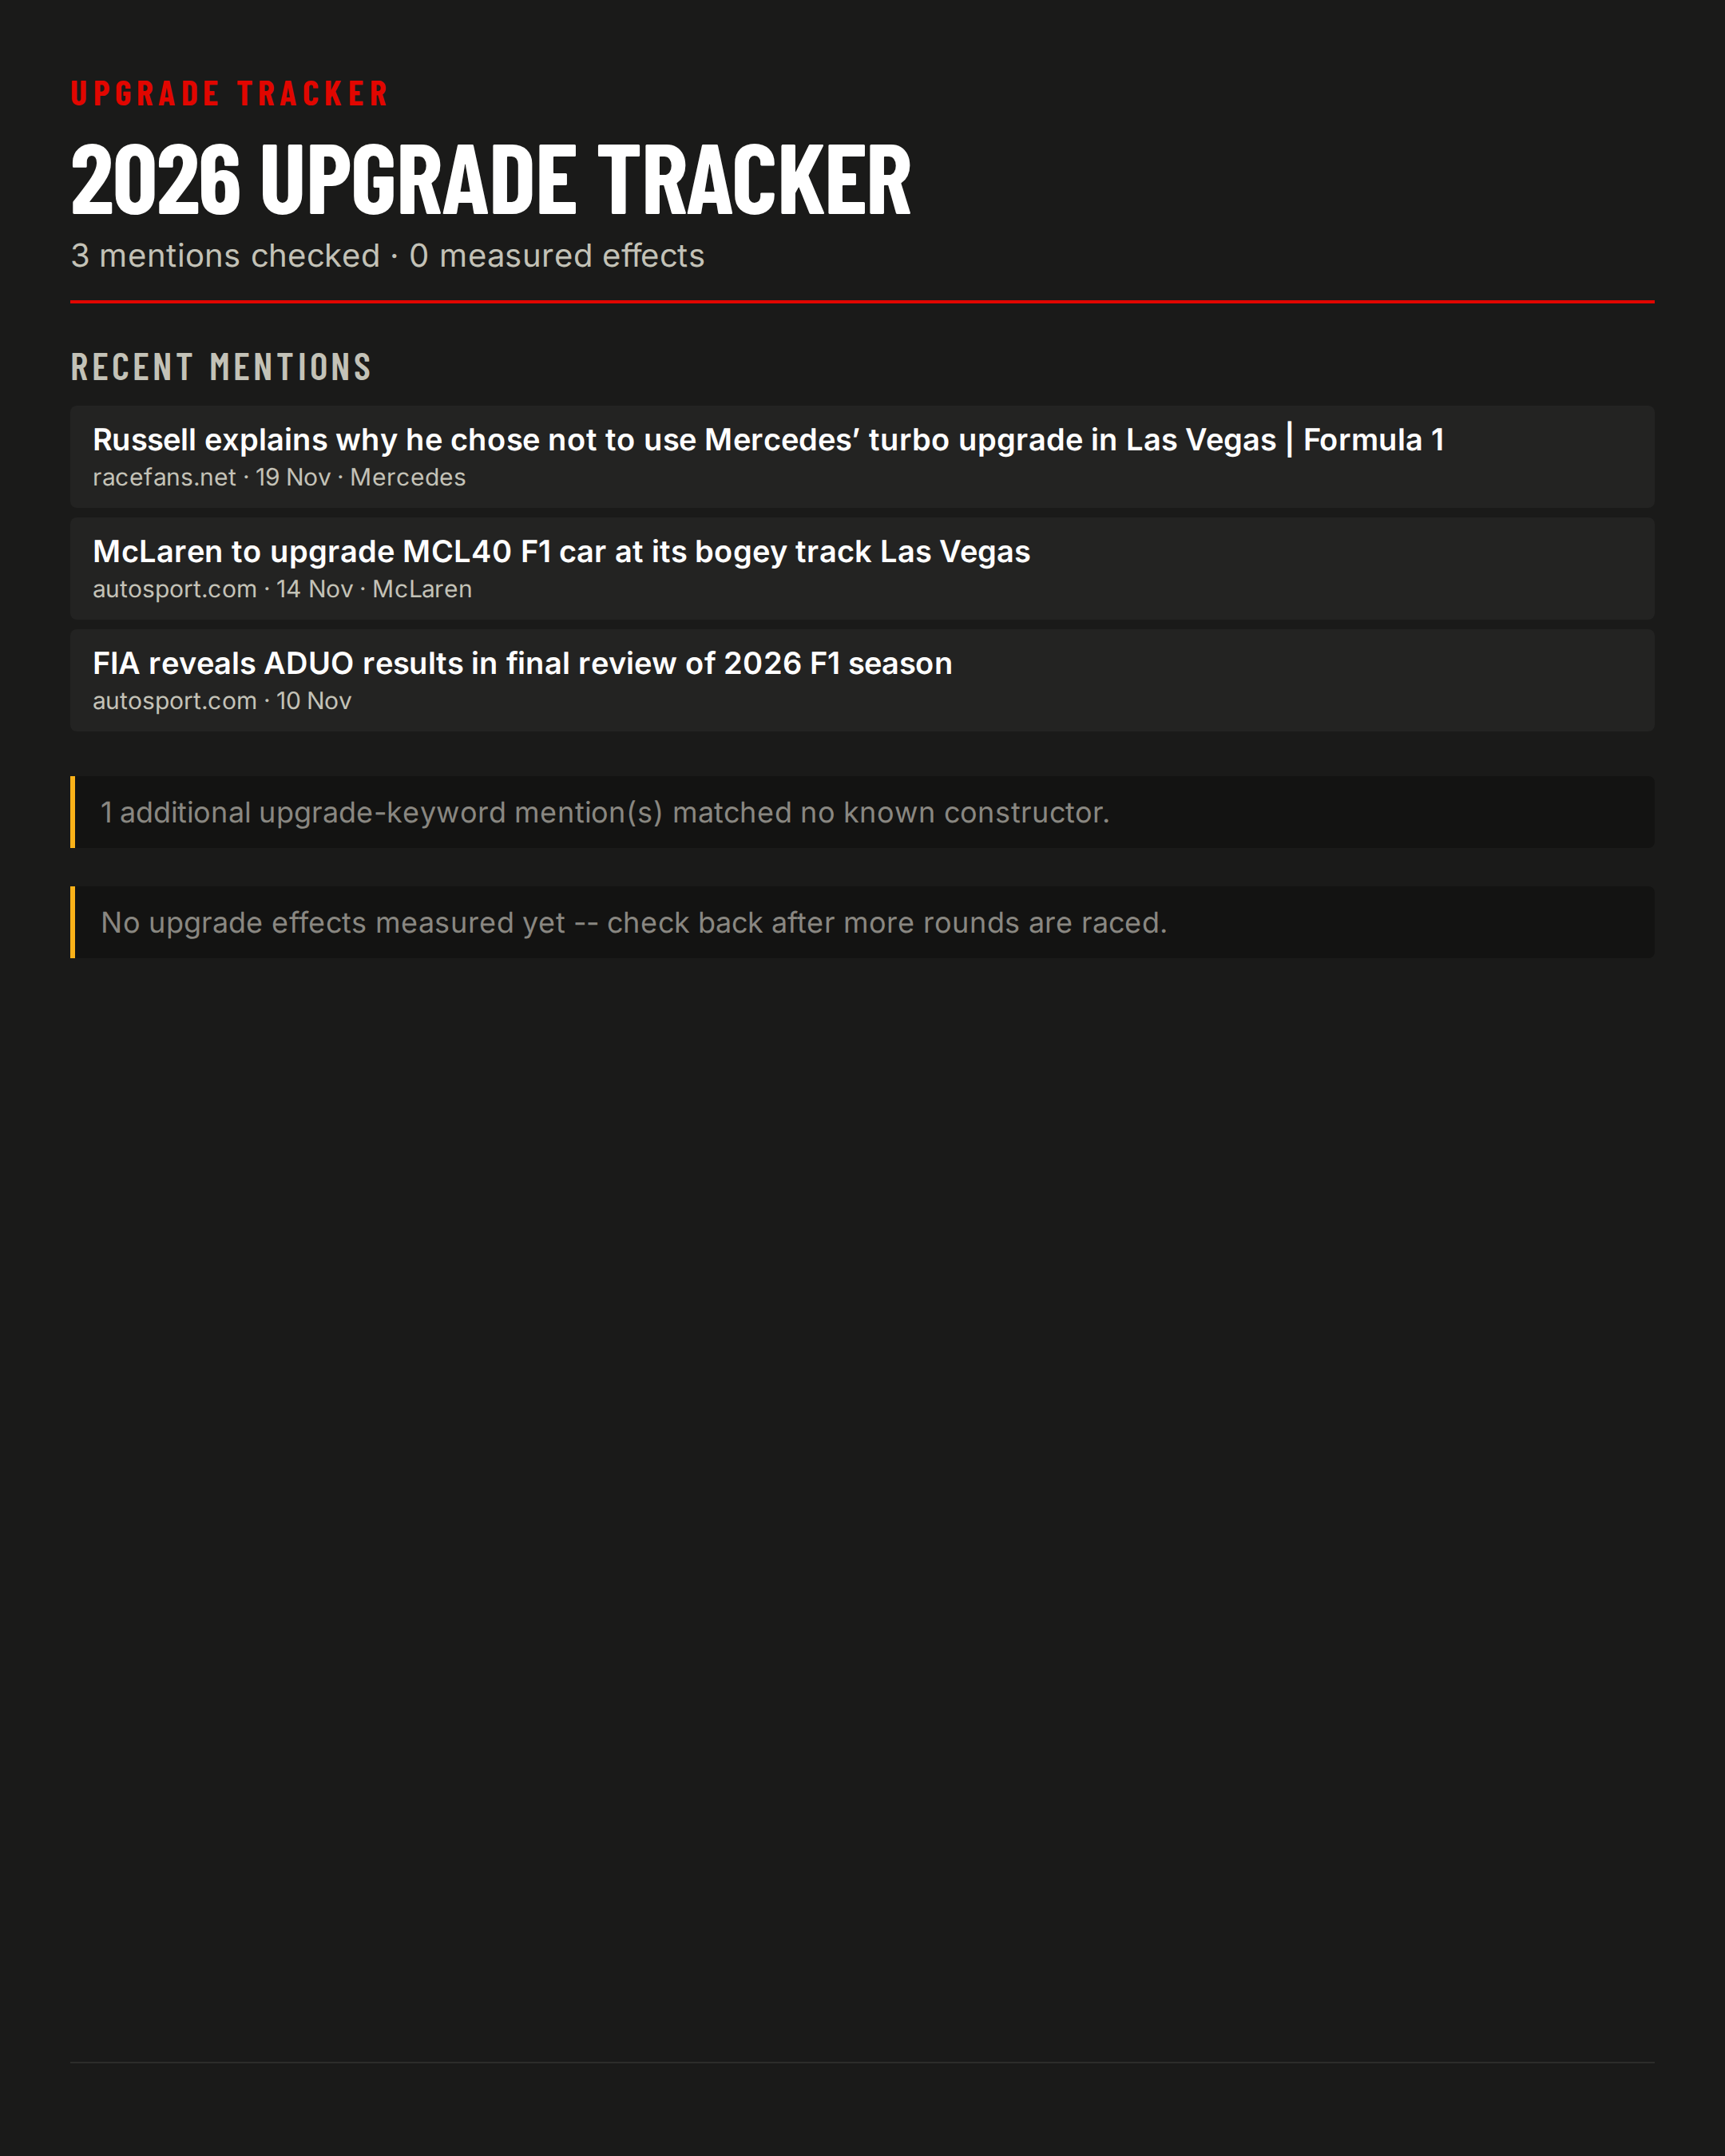 UPGRADE TRACKER
2026 UPGRADE TRACKER
3 mentions checked · 0 measured effects
RECENT MENTIONS
Russell explains why he chose not to use Mercedes’ turbo upgrade in Las Vegas | Formula 1
racefans.net · 19 Nov · Mercedes
McLaren to upgrade MCL40 F1 car at its bogey track Las Vegas
autosport.com · 14 Nov · McLaren
FIA reveals ADUO results in final review of 2026 F1 season
autosport.com · 10 Nov
1 additional upgrade-keyword mention(s) matched no known constructor.
No upgrade effects measured yet -- check back after more rounds are raced.